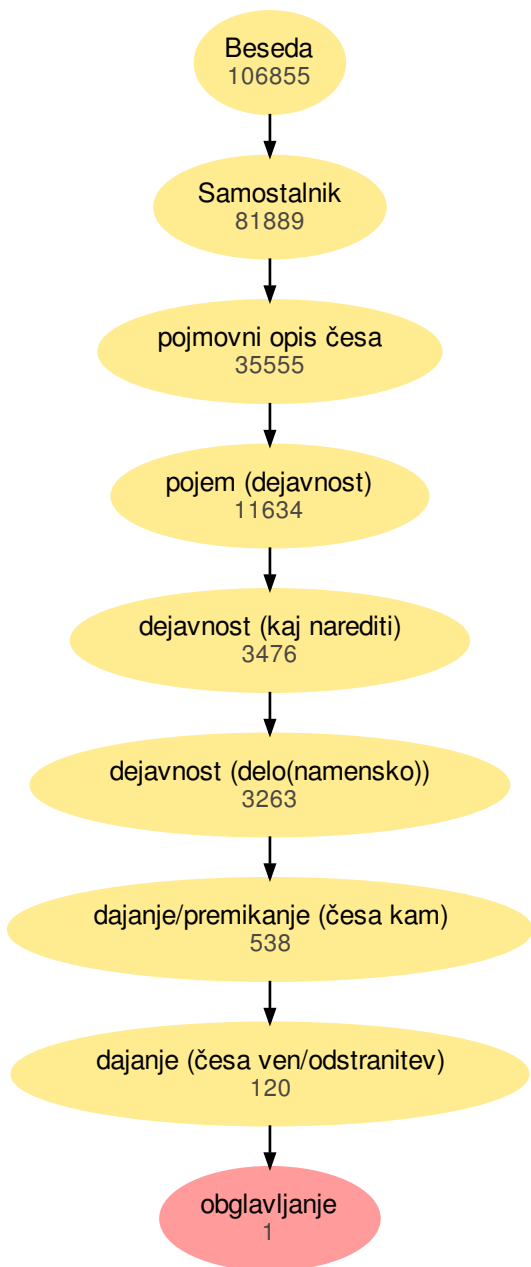 Beseda
106855
Samostalnik
81889
pojmovni opis česa
35555
pojem (dejavnost)
11634
dejavnost (kaj narediti)
3476
dejavnost (delo(namensko))
3263
dajanje/premikanje (česa kam)
538
dajanje (česa ven/odstranitev)
120
obglavljanje
1